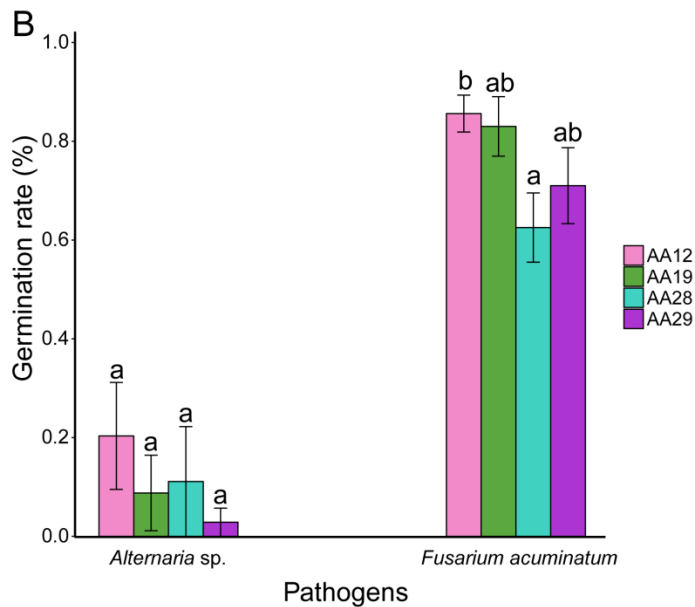 B
Germination rate (%)
1.0
0.8
0.6
0.4
0.2
0.0
a
a
a
a
b
ab
a
ab
AA12
AA19
AA28
AA29
Alternaria sp.
Fusarium acuminatum
Pathogens